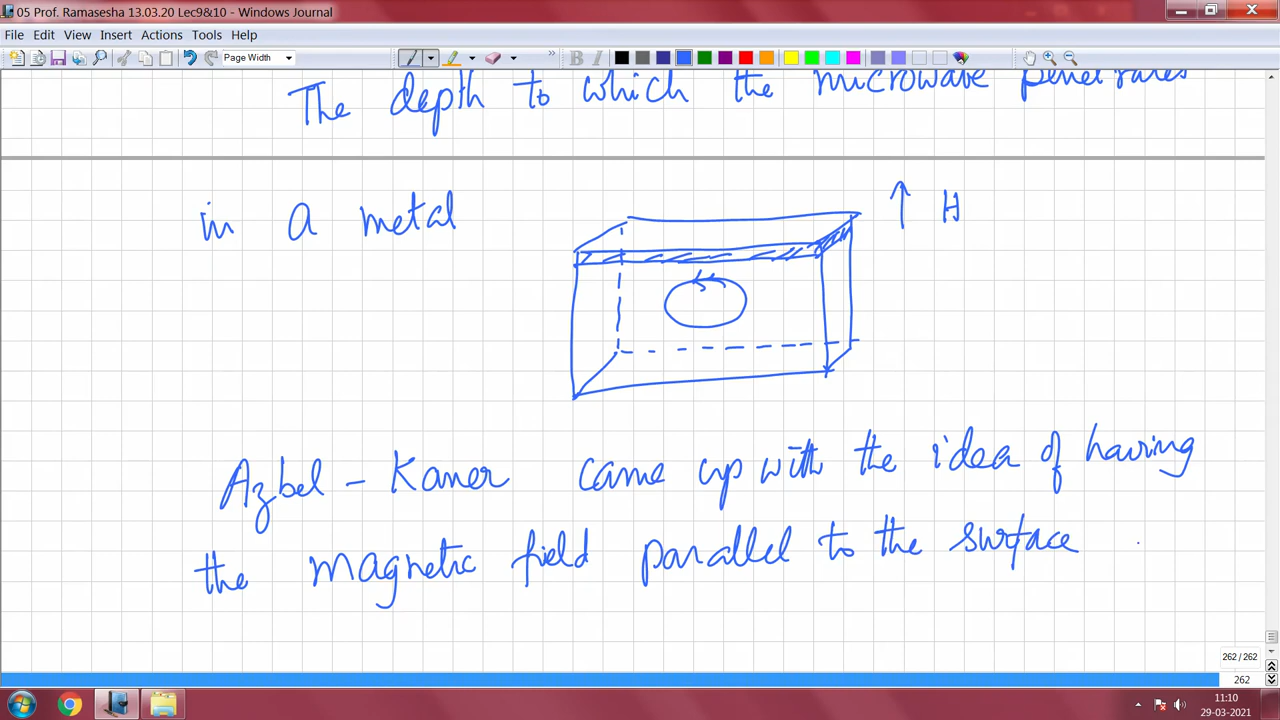 05 Prof. Ramasesha 13.03.20 Lec9&10 - Windows Journal
File Edit View Insert Actions Tools Help
Page Width
The depth to which the microwave penetrates
in a metal
H
Azbel - Kaner came up with the idea of having
the magnetic field parallel to the surface
262 / 262
262
11:10
29-03-2021